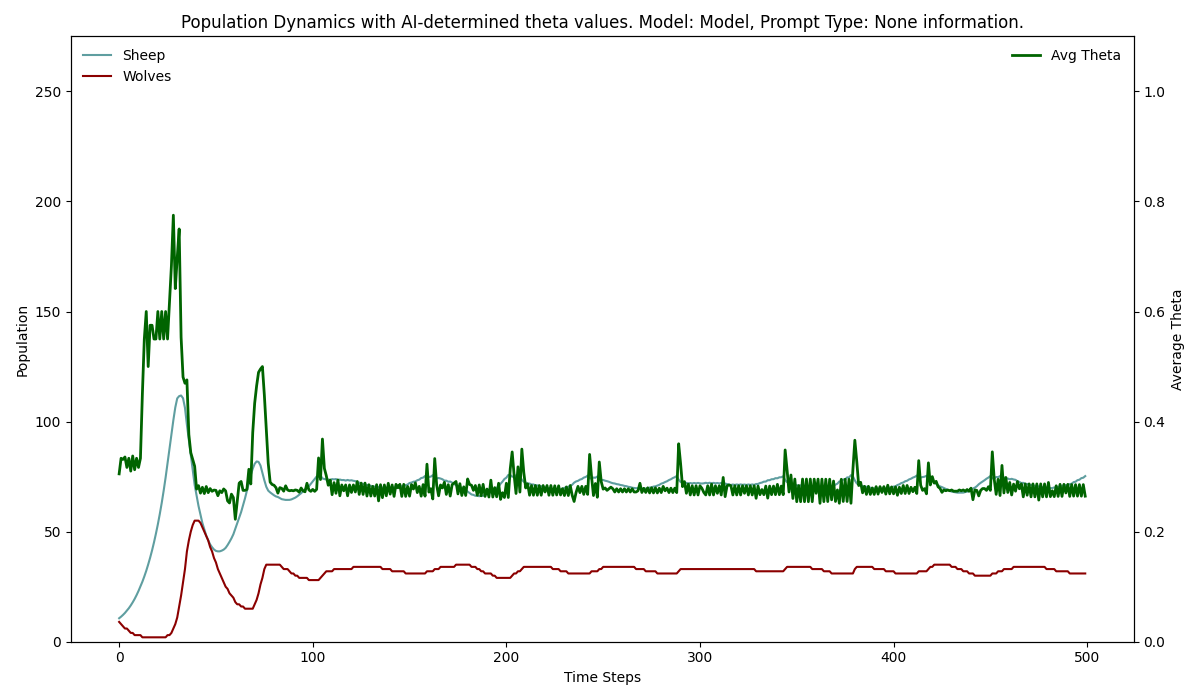 Population Dynamics with AI-determined theta values. Model: Model, Prompt Type: None information.
Sheep
Wolves
Avg Theta
250
200
150
100
50
0
Population
1.0
0.8
0.6
0.4
0.2
0.0
Average Theta
0 100 200 300 400 500
Time Steps